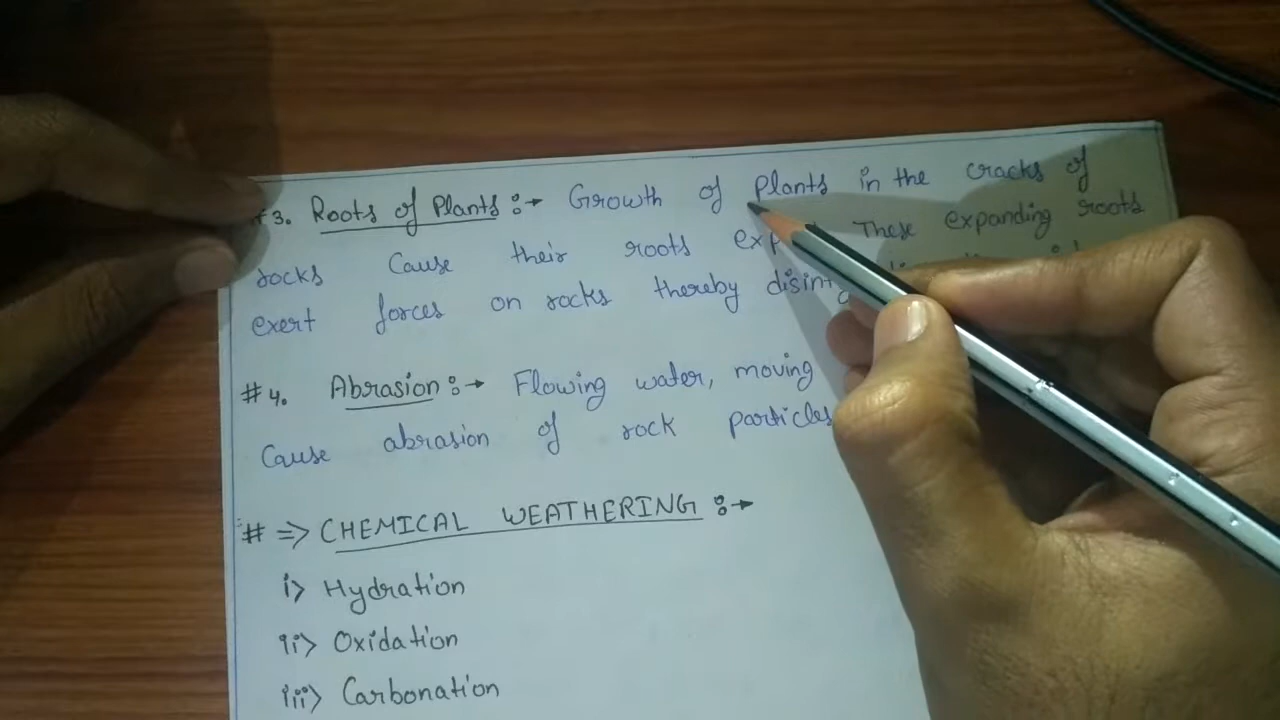 #3. Roots of Plants :→ Growth of plants in the cracks of
rocks Cause their roots exp These expanding roots
exert forces on rocks thereby disint
#4. Abrasion :→ Flowing water, moving
Cause abrasion of rock particles
# => CHEMICAL WEATHERING :→
i> Hydration
ii> Oxidation
iii> Carbonation